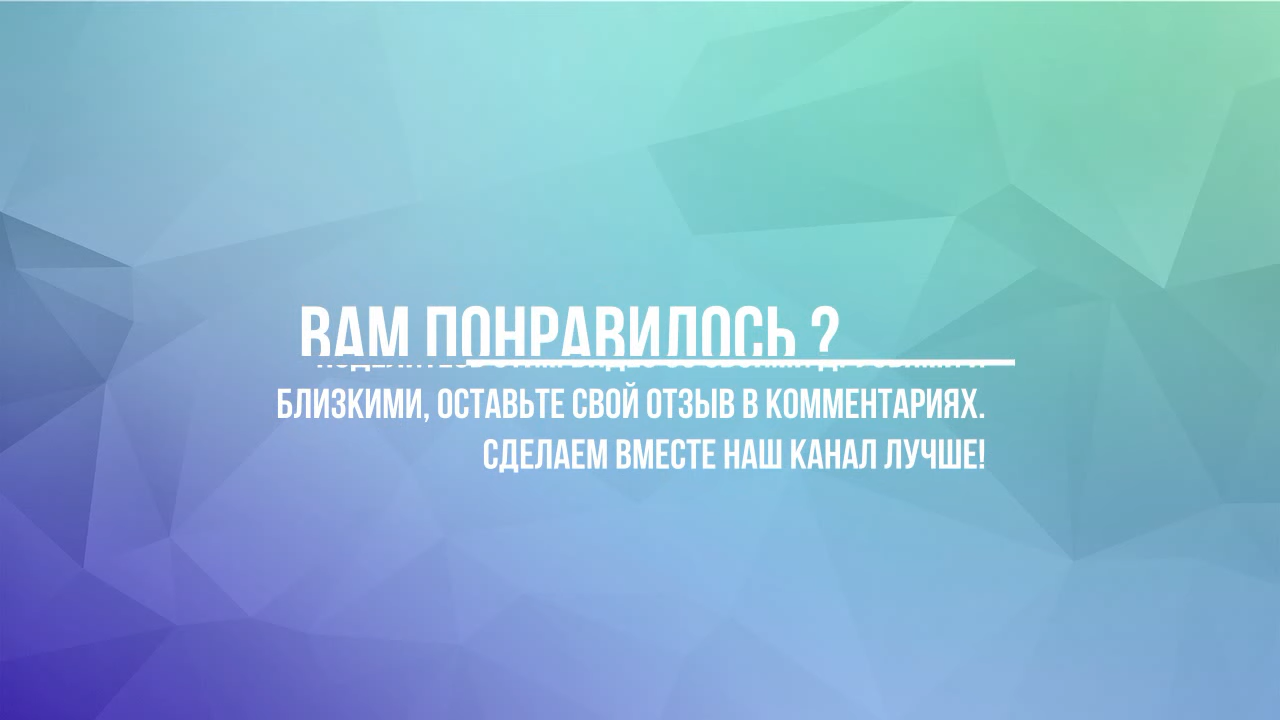 ВАМ ПОНРАВИЛОСЬ ?
БЛИЗКИМИ, ОСТАВЬТЕ СВОЙ ОТЗЫВ В КОММЕНТАРИЯХ.
СДЕЛАЕМ ВМЕСТЕ НАШ КАНАЛ ЛУЧШЕ!